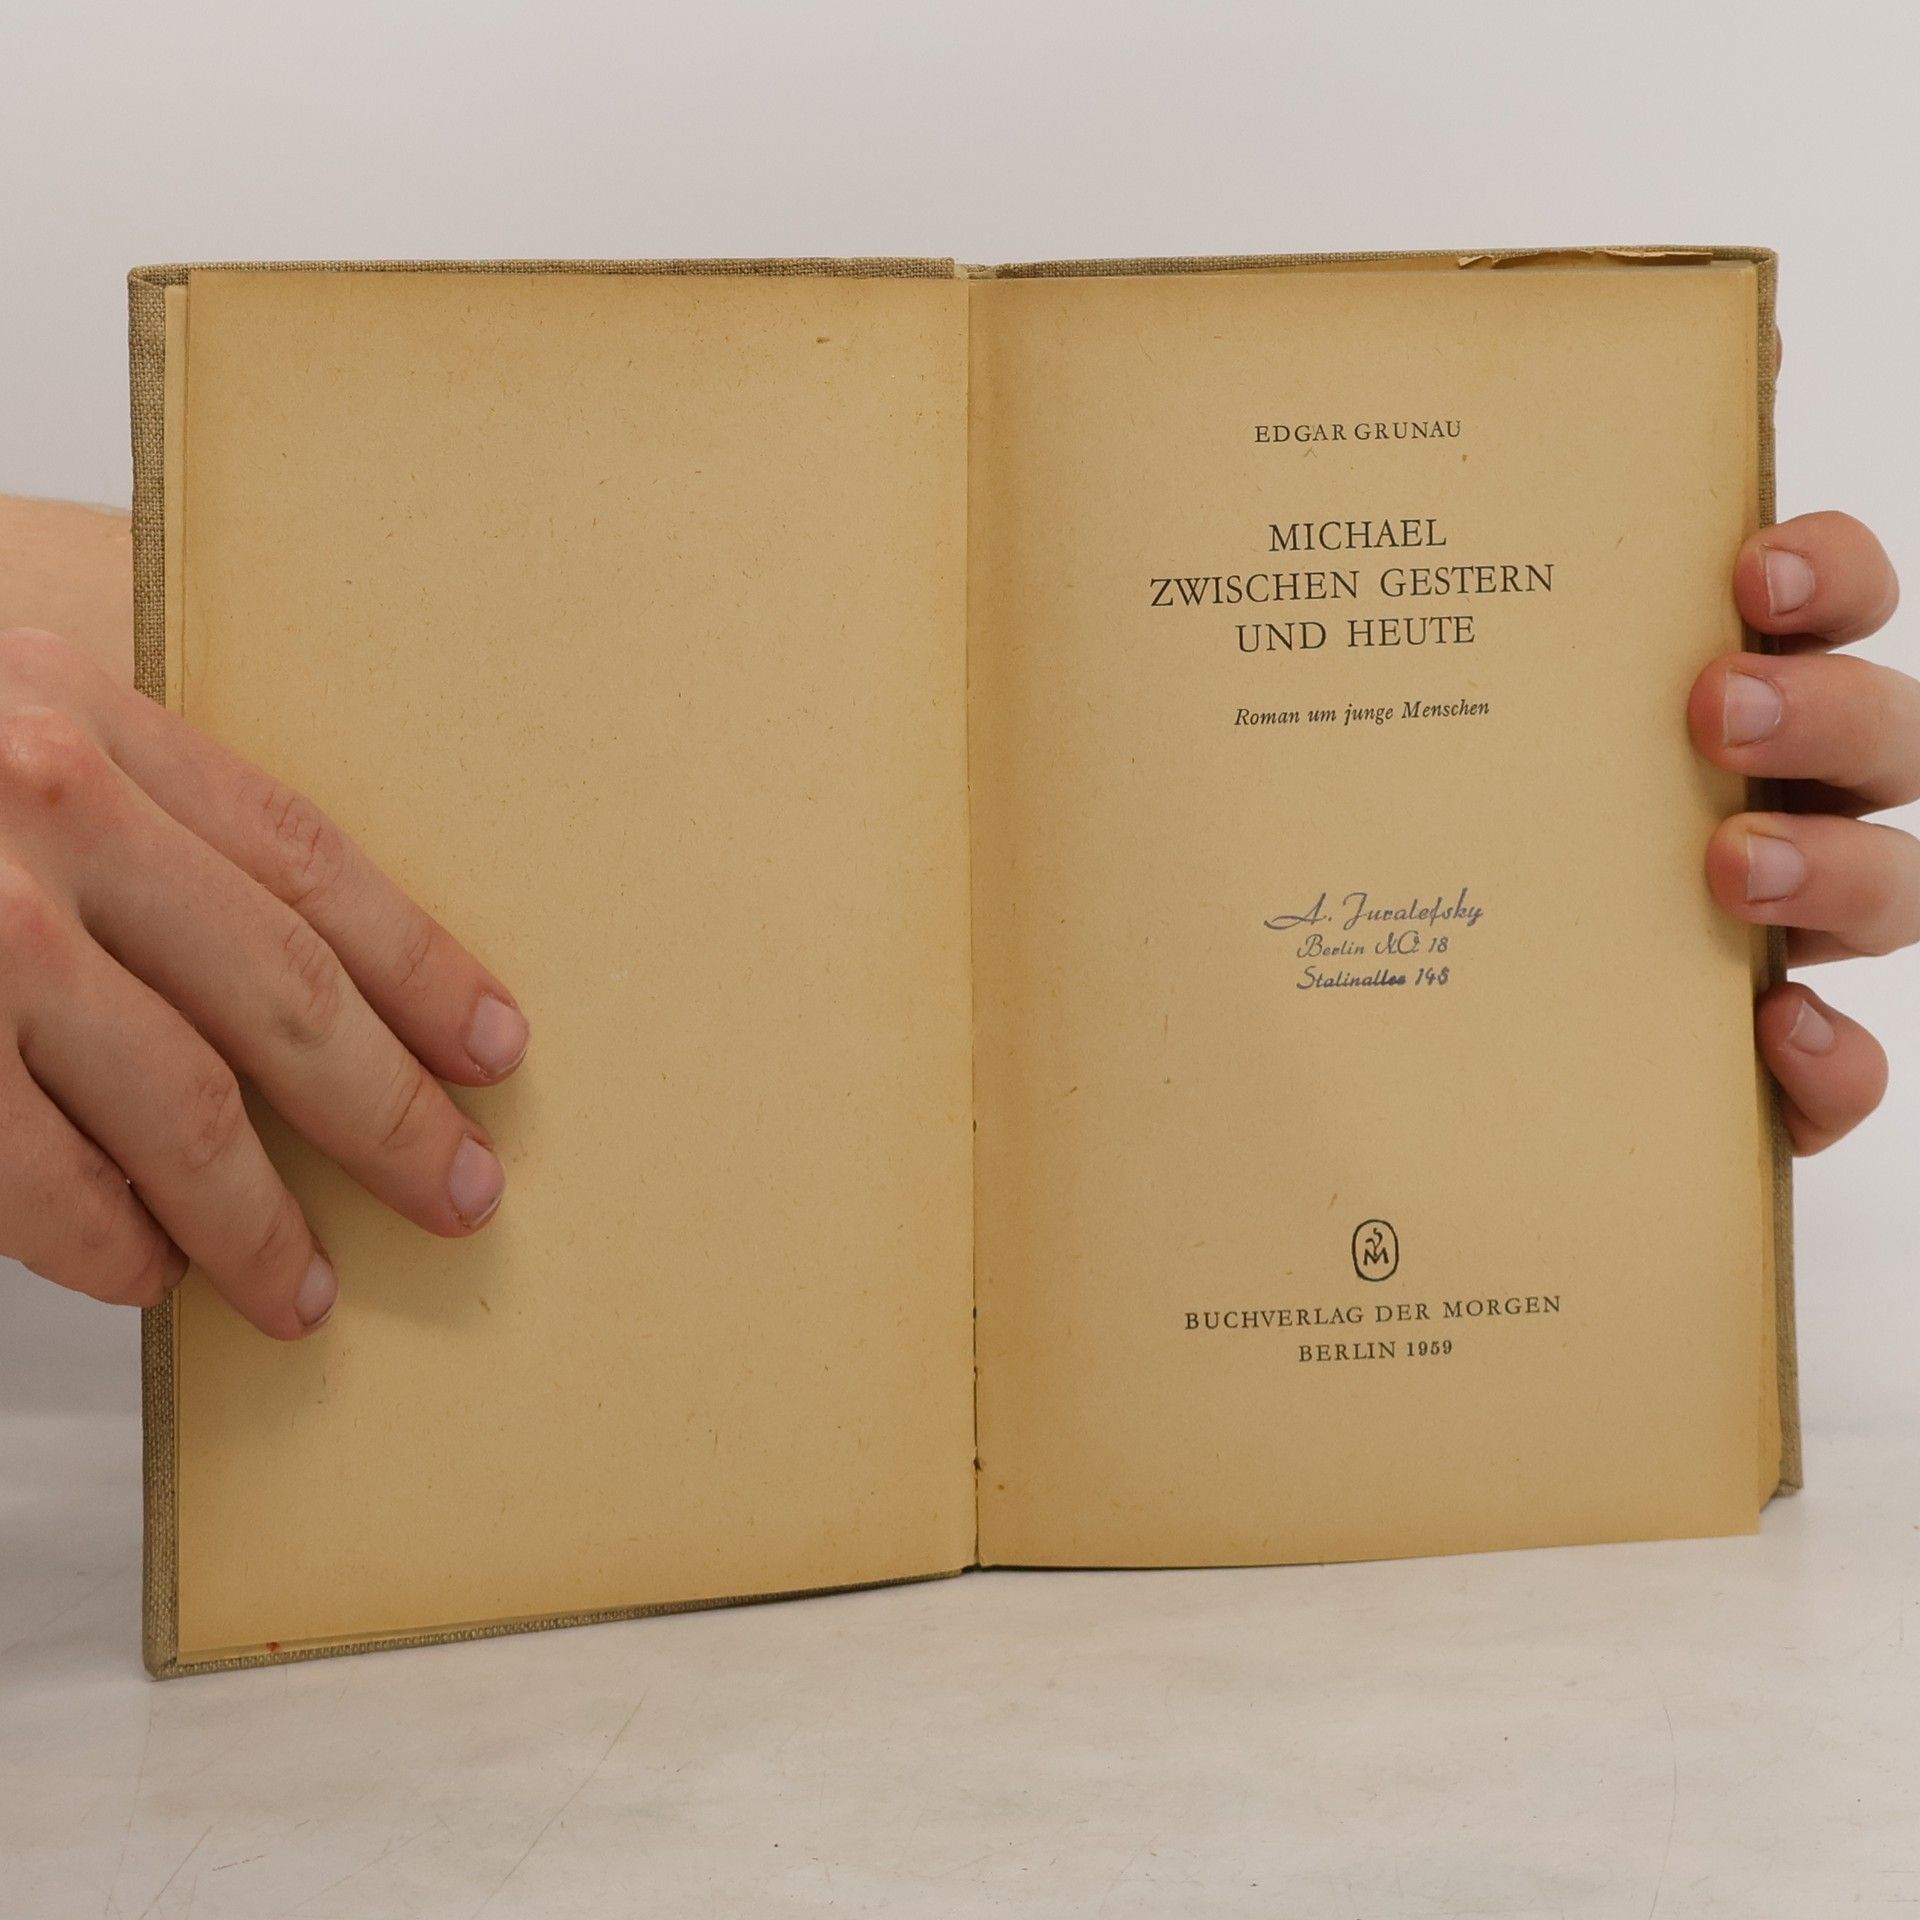 EDGAR GRUNAU
MICHAEL
ZWISCHEN GESTERN
UND HEUTE
Roman um junge Menschen
A. Juralefsky
Berlin NO 18
Stalinallee 148
M
BUCHVERLAG DER MORGEN
BERLIN 1959